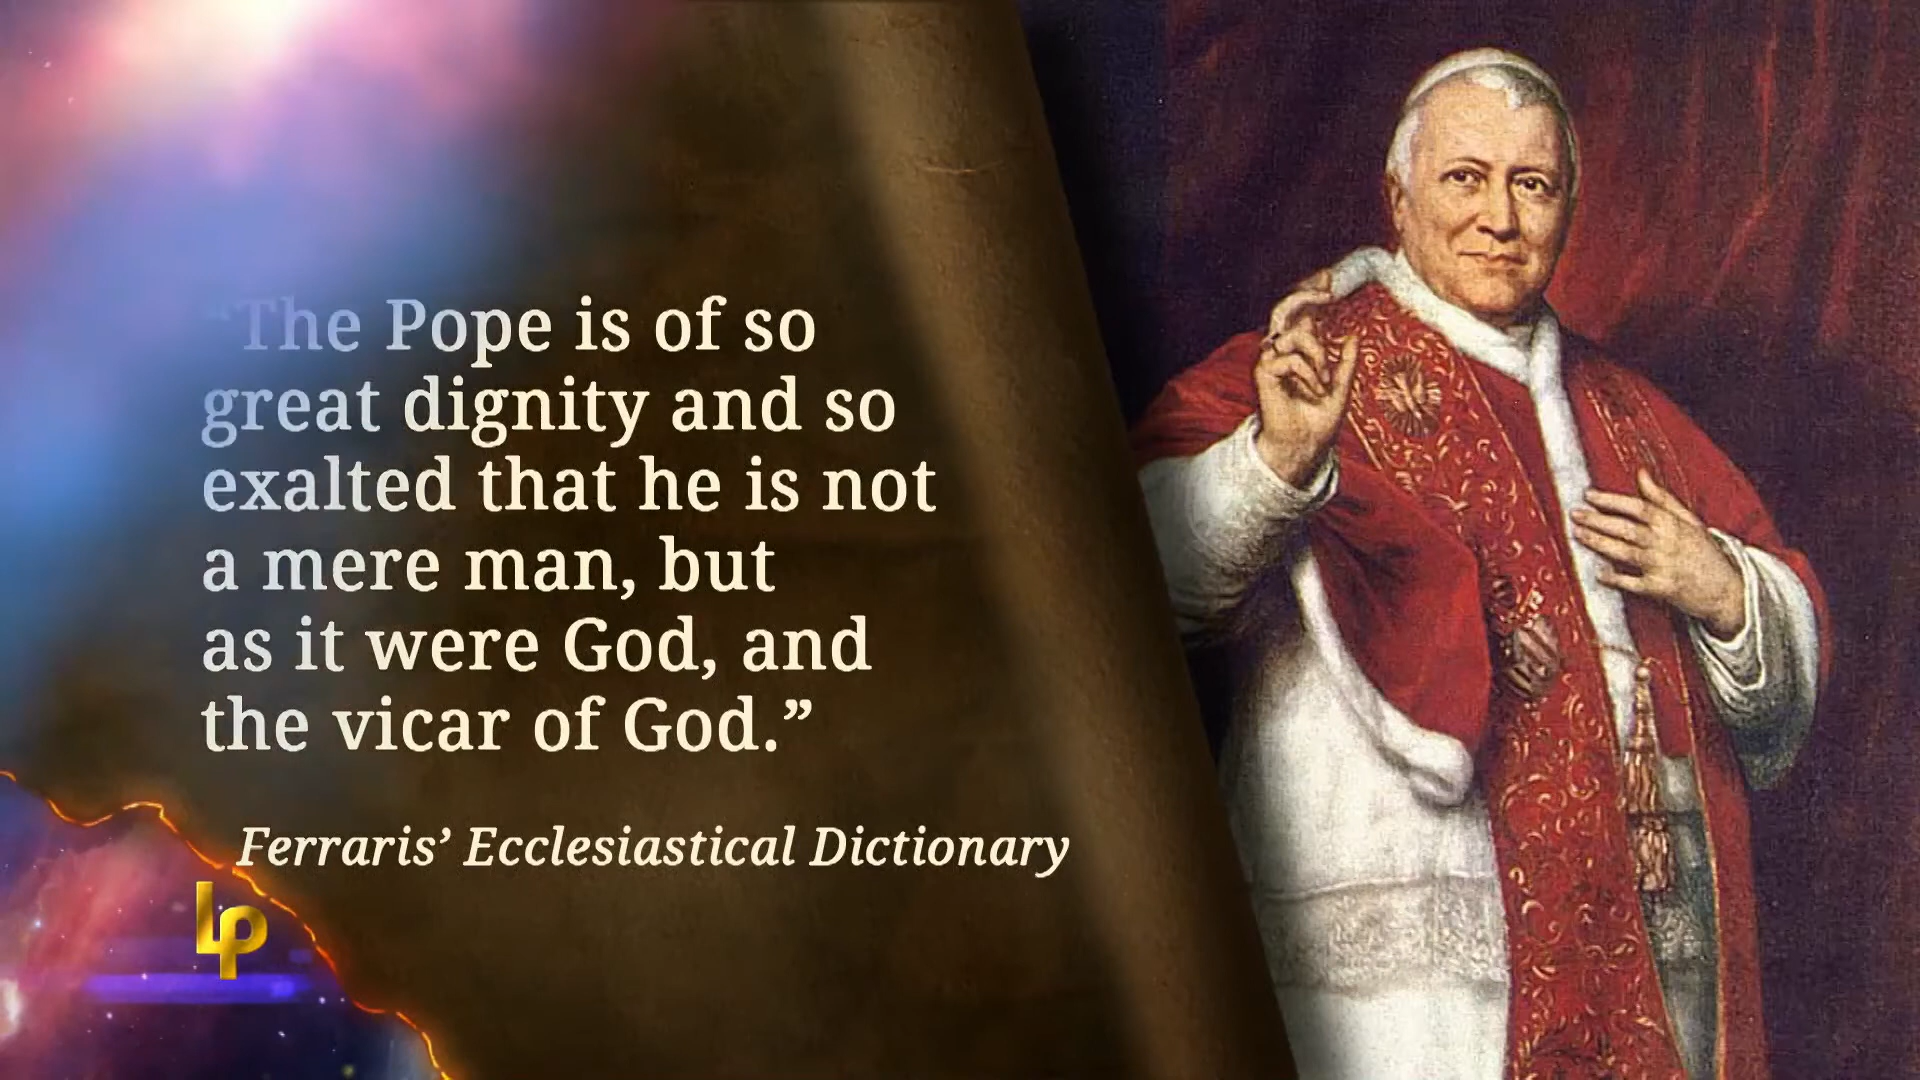 “The Pope is of so
great dignity and so
exalted that he is not
a mere man, but
as it were God, and
the vicar of God.”
Ferraris’ Ecclesiastical Dictionary
LP